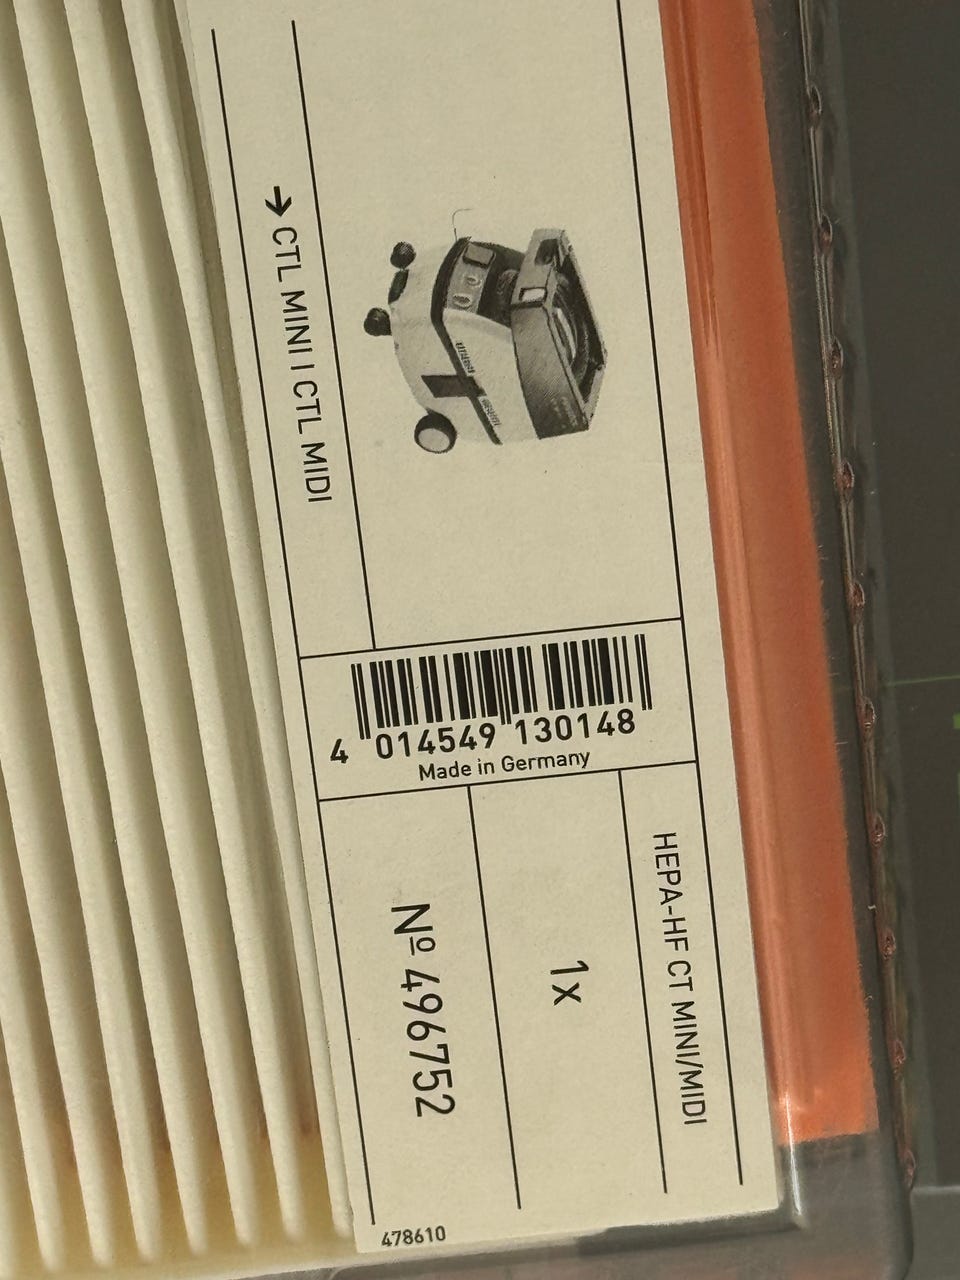 → CTL MINI I CTL MIDI
4 014549 130148
Made in Germany
HEPA-HF CT MINI/MIDI
1x
Nº 496752
478610